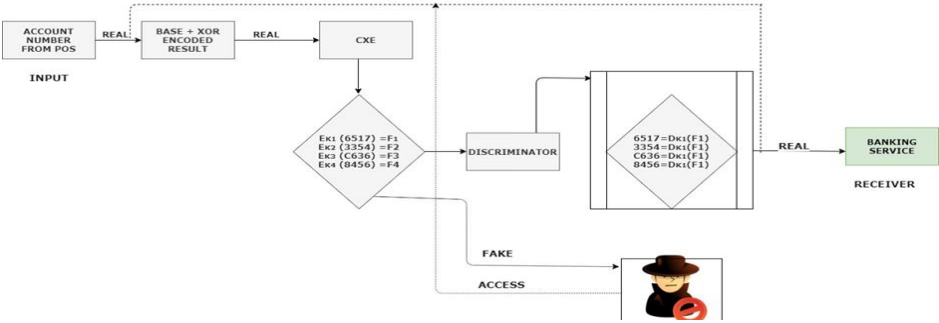 ACCOUNT
NUMBER
FROM POS
REAL
BASE + XOR
ENCODED
RESULT
REAL
CXE
INPUT
EK1 (6517) =F1
EK2 (3354) =F2
EK3 (C636) =F3
EK4 (8456) =F4
DISCRIMINATOR
6517=DK1(F1)
3354=DK1(F1)
C636=DK1(F1)
8456=DK1(F1)
REAL
BANKING
SERVICE
RECEIVER
FAKE
ACCESS